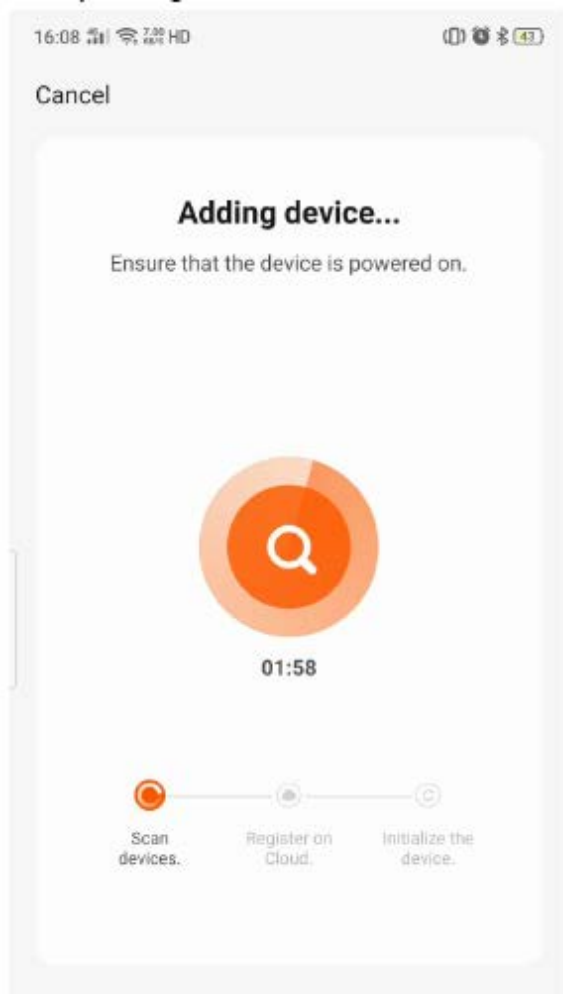 16:08 HD 43
Cancel
Adding device...
Ensure that the device is powered on.
01:58
Scan
devices.
Register on
Cloud.
Initialize the
device.